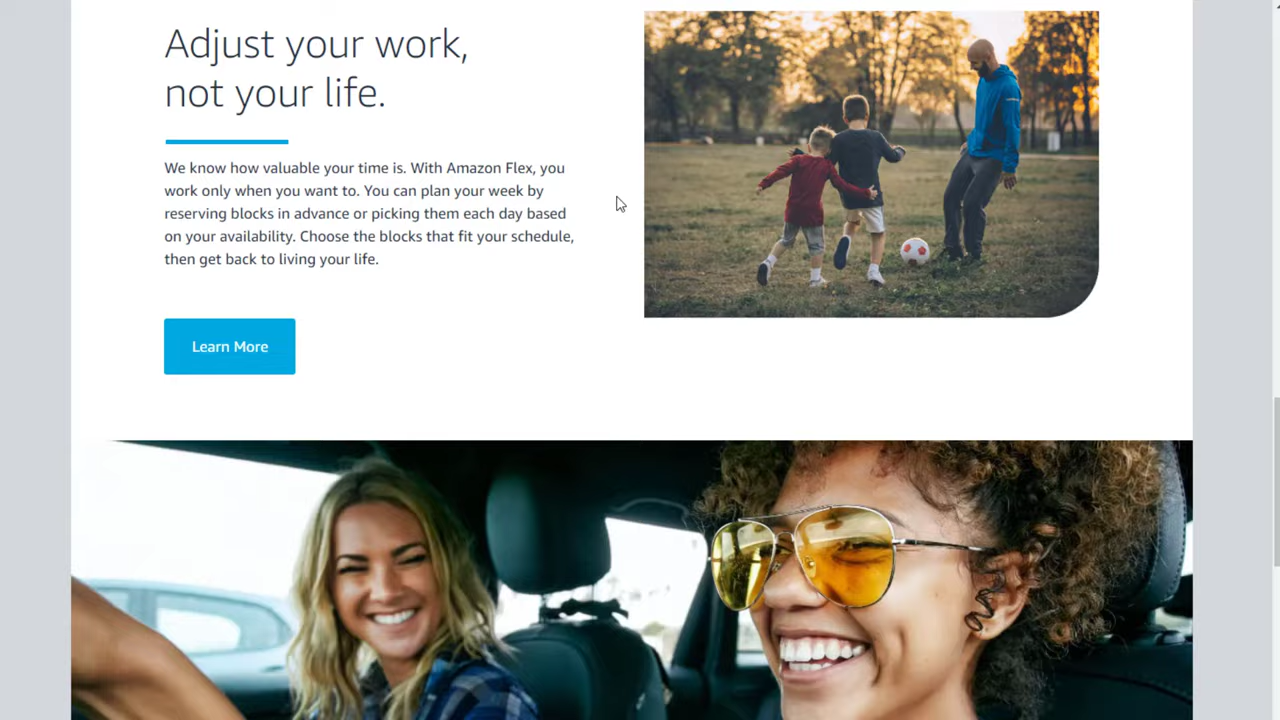 Adjust your work,
not your life.
We know how valuable your time is. With Amazon Flex, you
work only when you want to. You can plan your week by
reserving blocks in advance or picking them each day based
on your availability. Choose the blocks that fit your schedule,
then get back to living your life.
Learn More